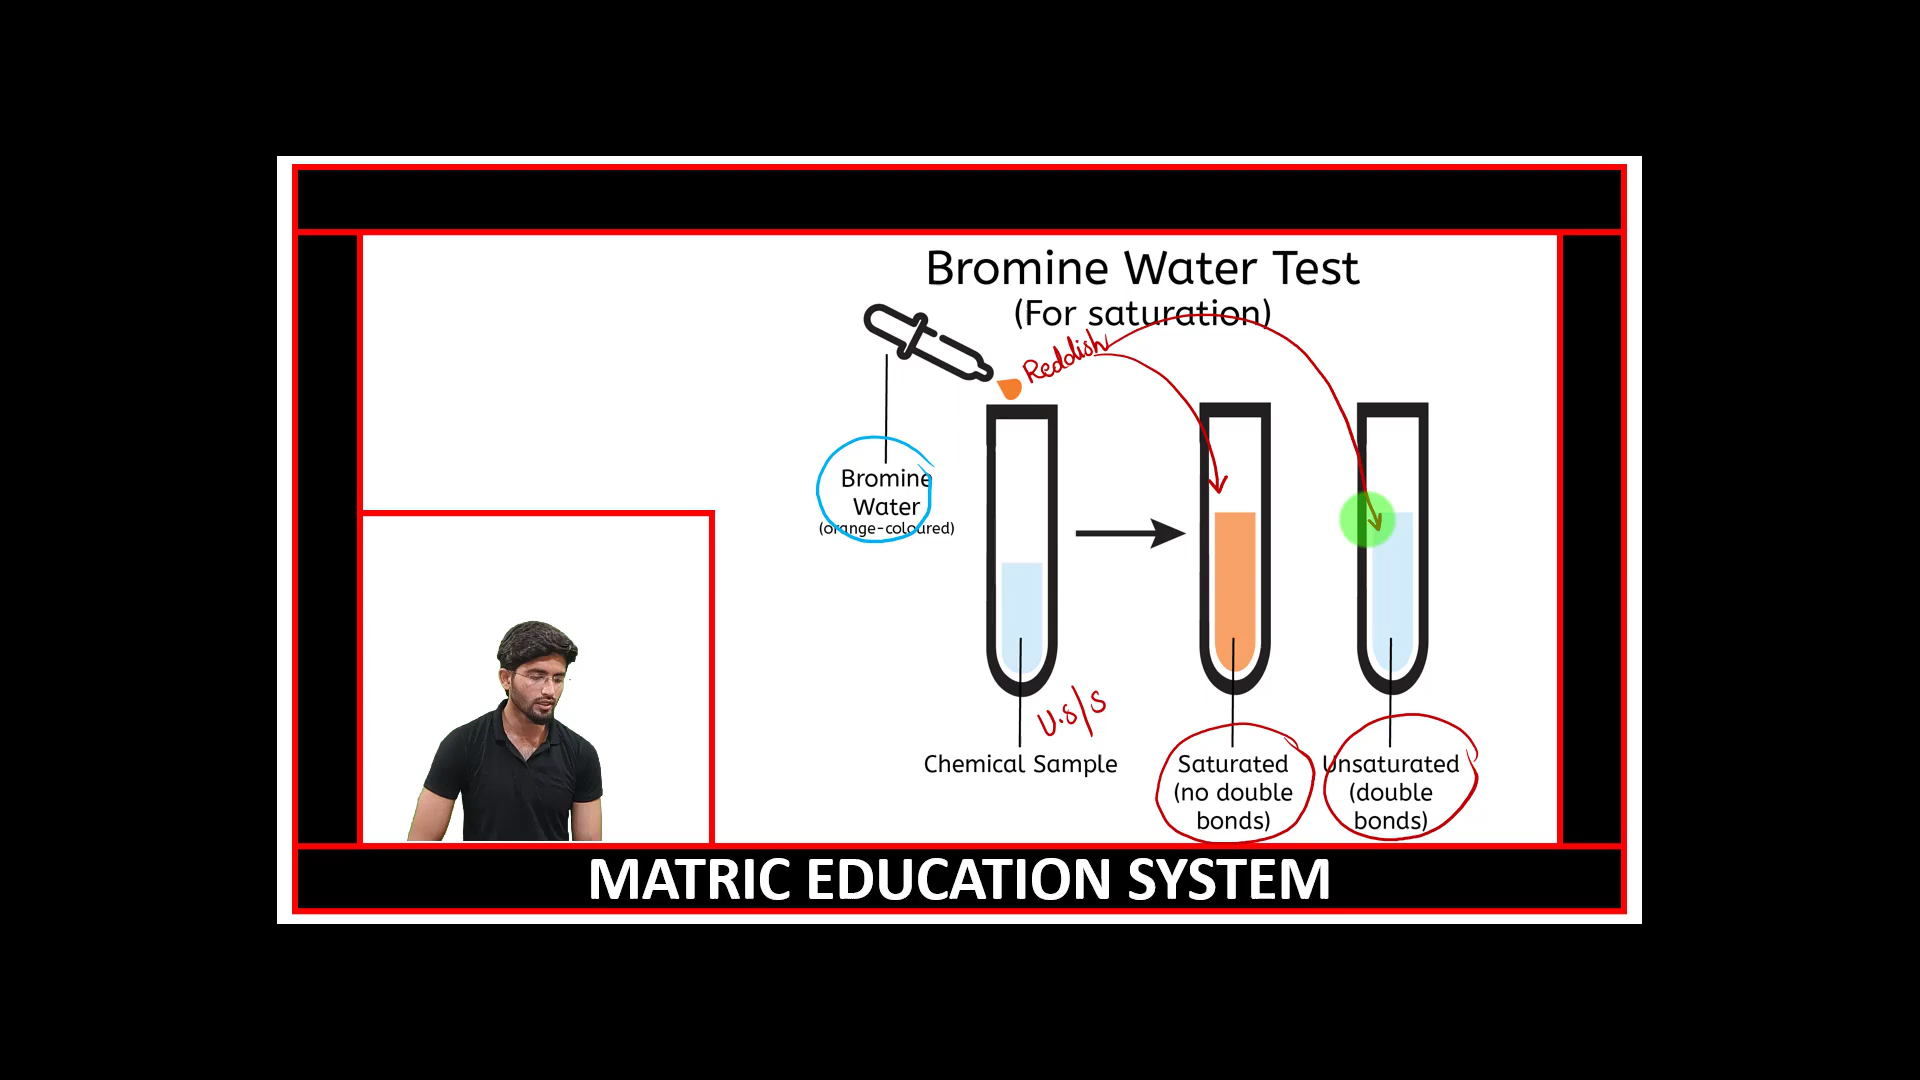 Bromine Water Test
(For saturation)
Reddish
Bromine
Water
(orange-coloured)
U.S/S
Chemical Sample
Saturated
(no double
bonds)
Unsaturated
(double
bonds)
MATRIC EDUCATION SYSTEM